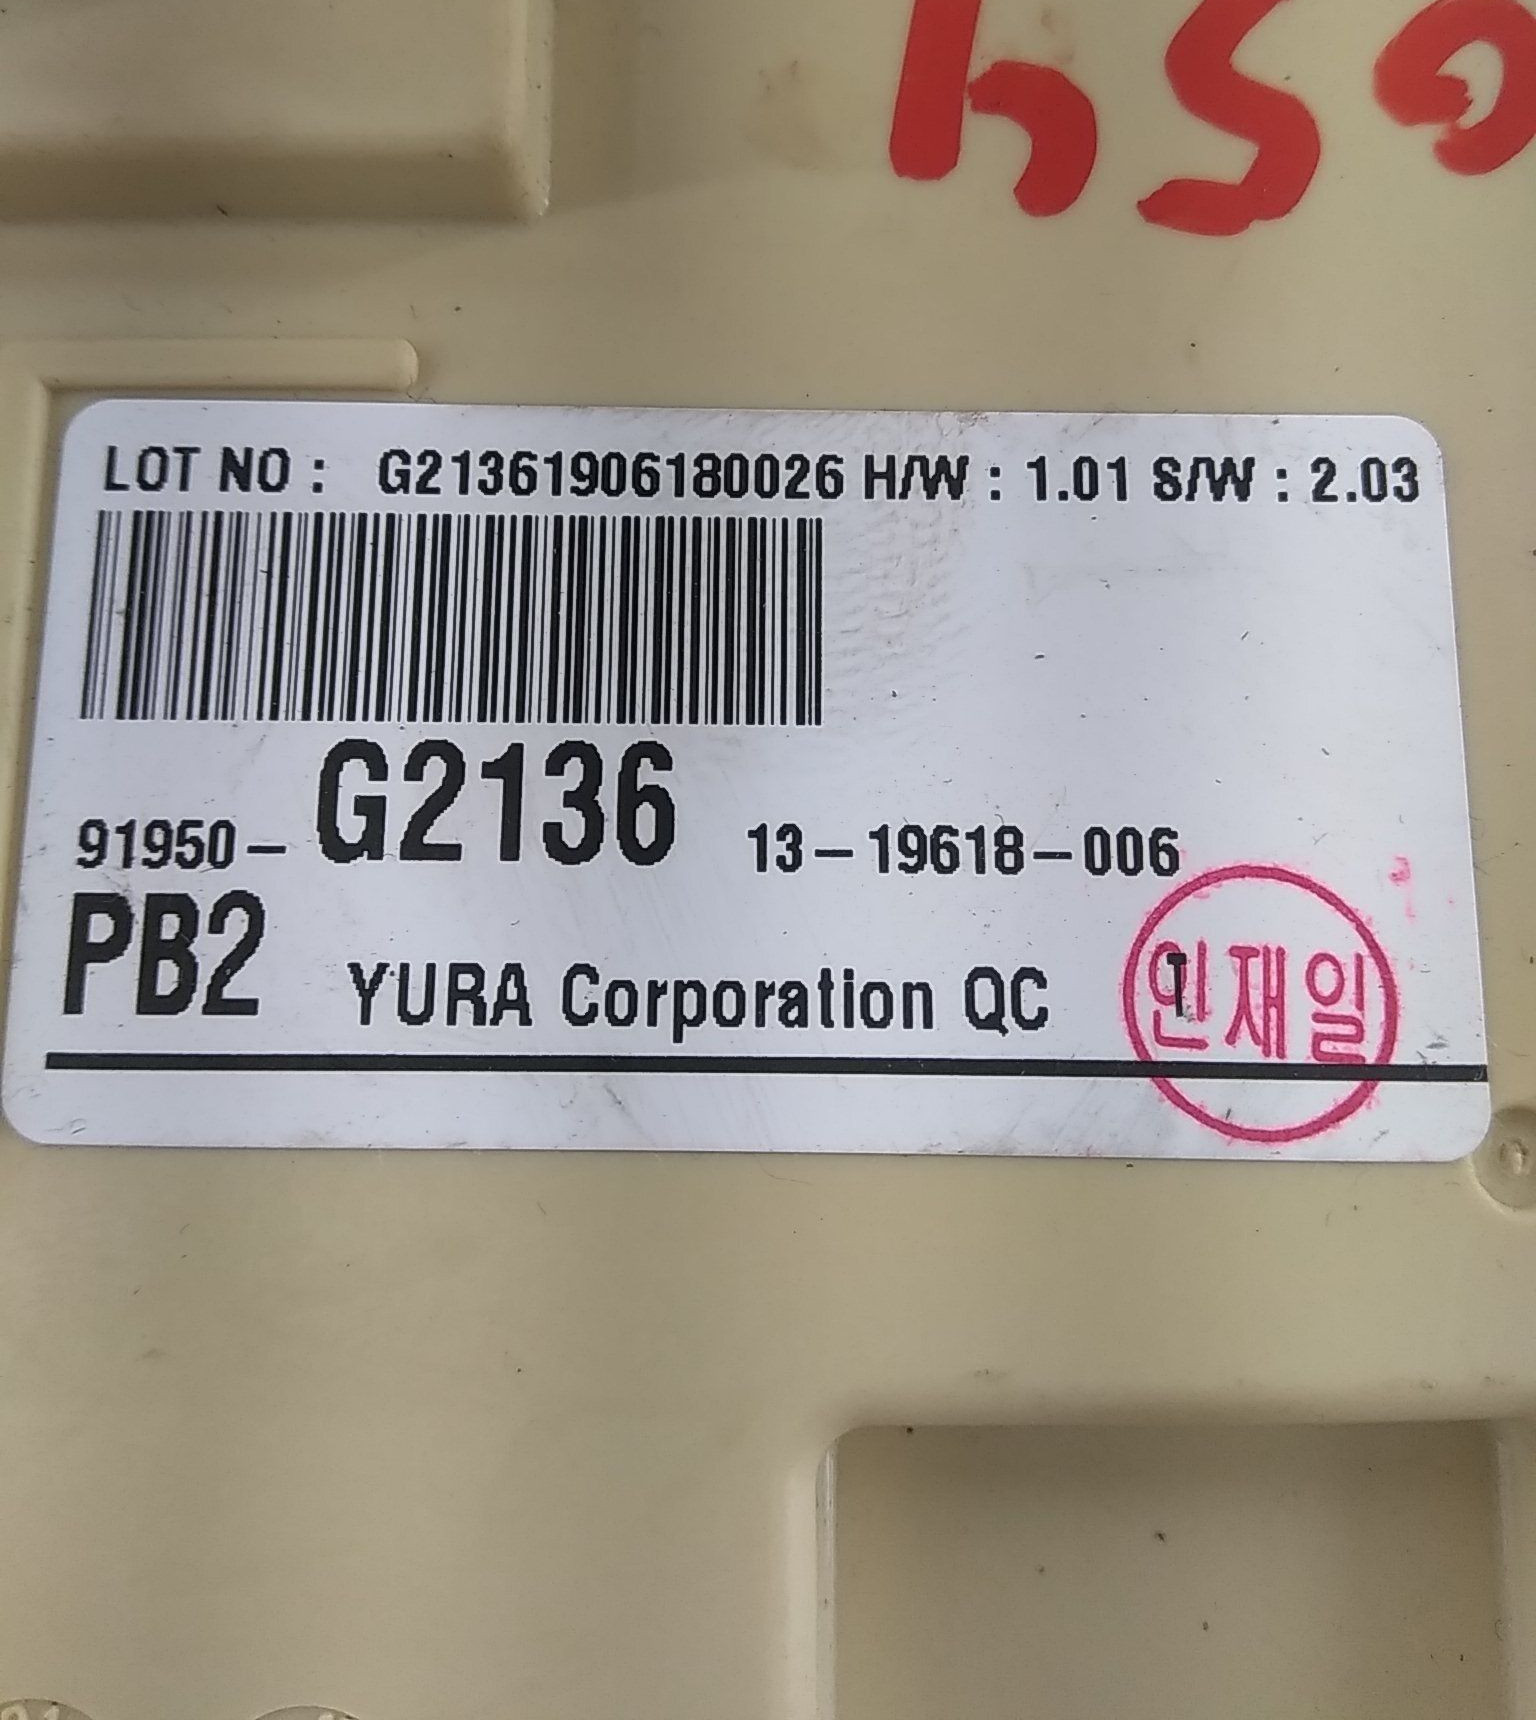 LOT NO : G21361906180026 H/W : 1.01 S/W : 2.03
91950- G2136 13-19618-006
PB2 YURA Corporation QC
인재일